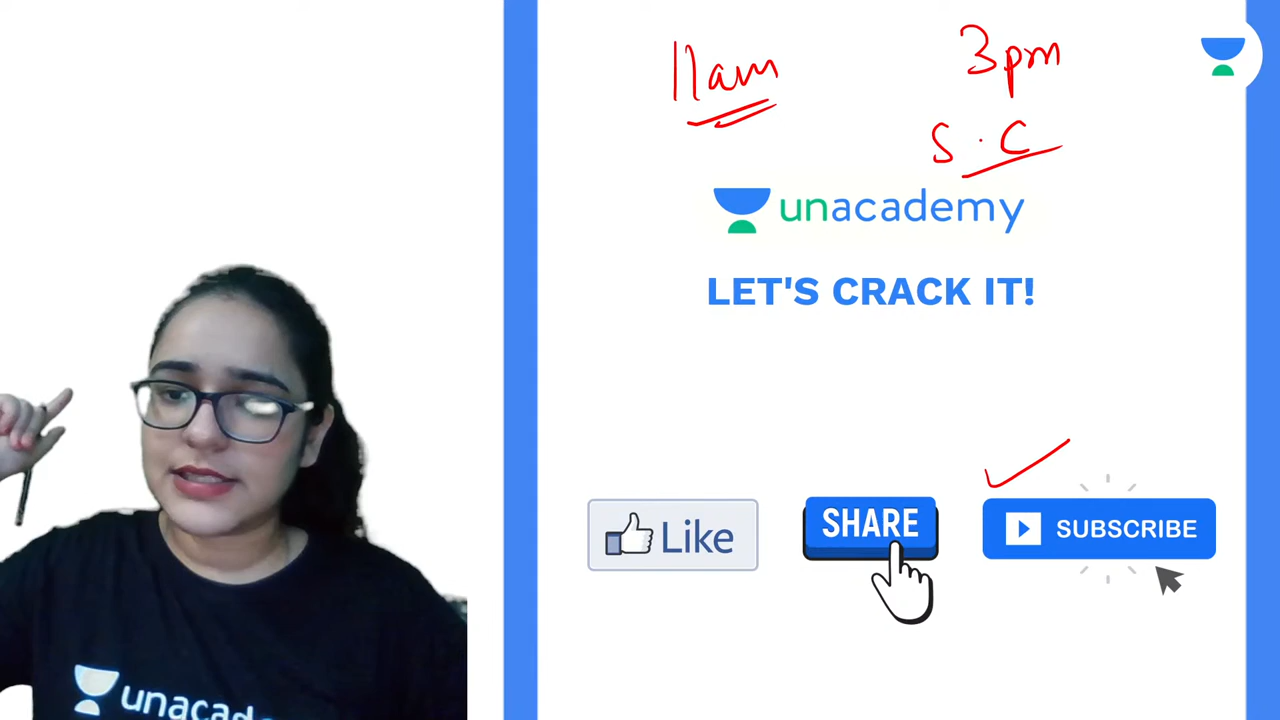 11am 3pm
S.C
unacademy
LET'S CRACK IT!
Like SHARE SUBSCRIBE
unacad